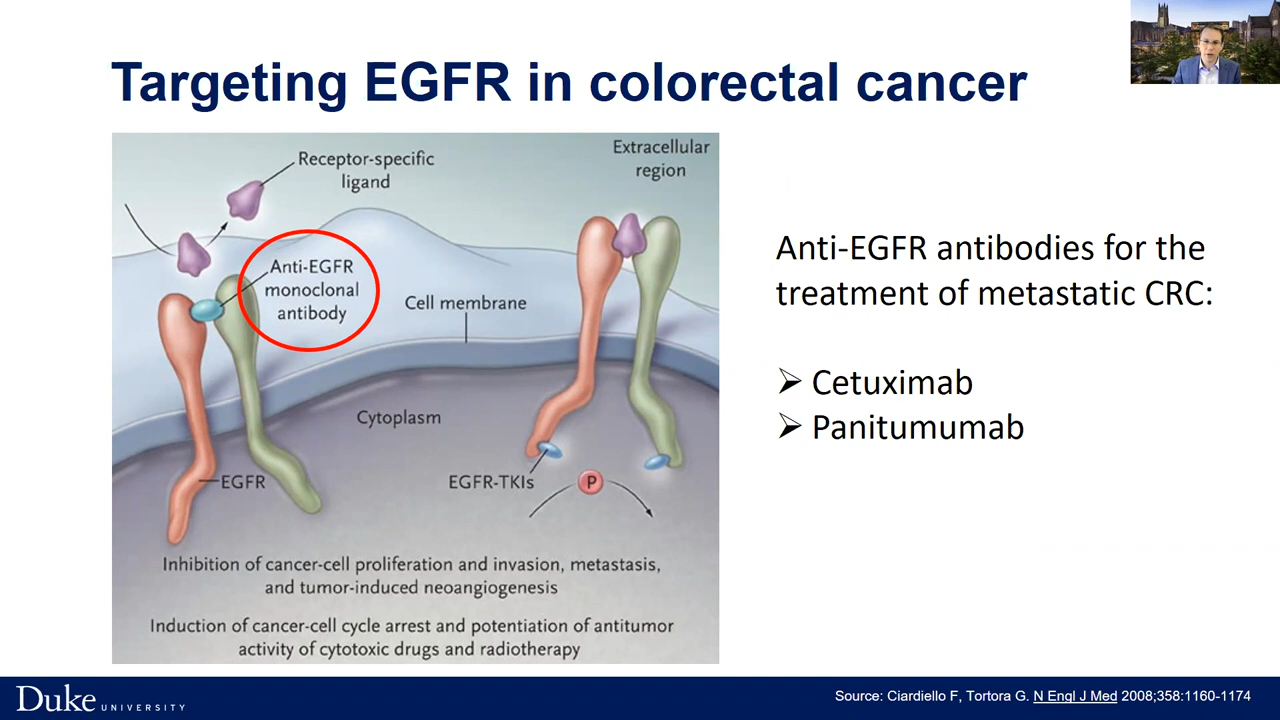 Targeting EGFR in colorectal cancer
Receptor-specific
ligand
Extracellular
region
Anti-EGFR
monoclonal
antibody
Cell membrane
Cytoplasm
EGFR
EGFR-TKIs
P
Inhibition of cancer-cell proliferation and invasion, metastasis,
and tumor-induced neoangiogenesis
Induction of cancer-cell cycle arrest and potentiation of antitumor
activity of cytotoxic drugs and radiotherapy
Anti-EGFR antibodies for the
treatment of metastatic CRC:
➢ Cetuximab
➢ Panitumumab
Duke UNIVERSITY
Source: Ciardiello F, Tortora G. N Engl J Med 2008;358:1160-1174